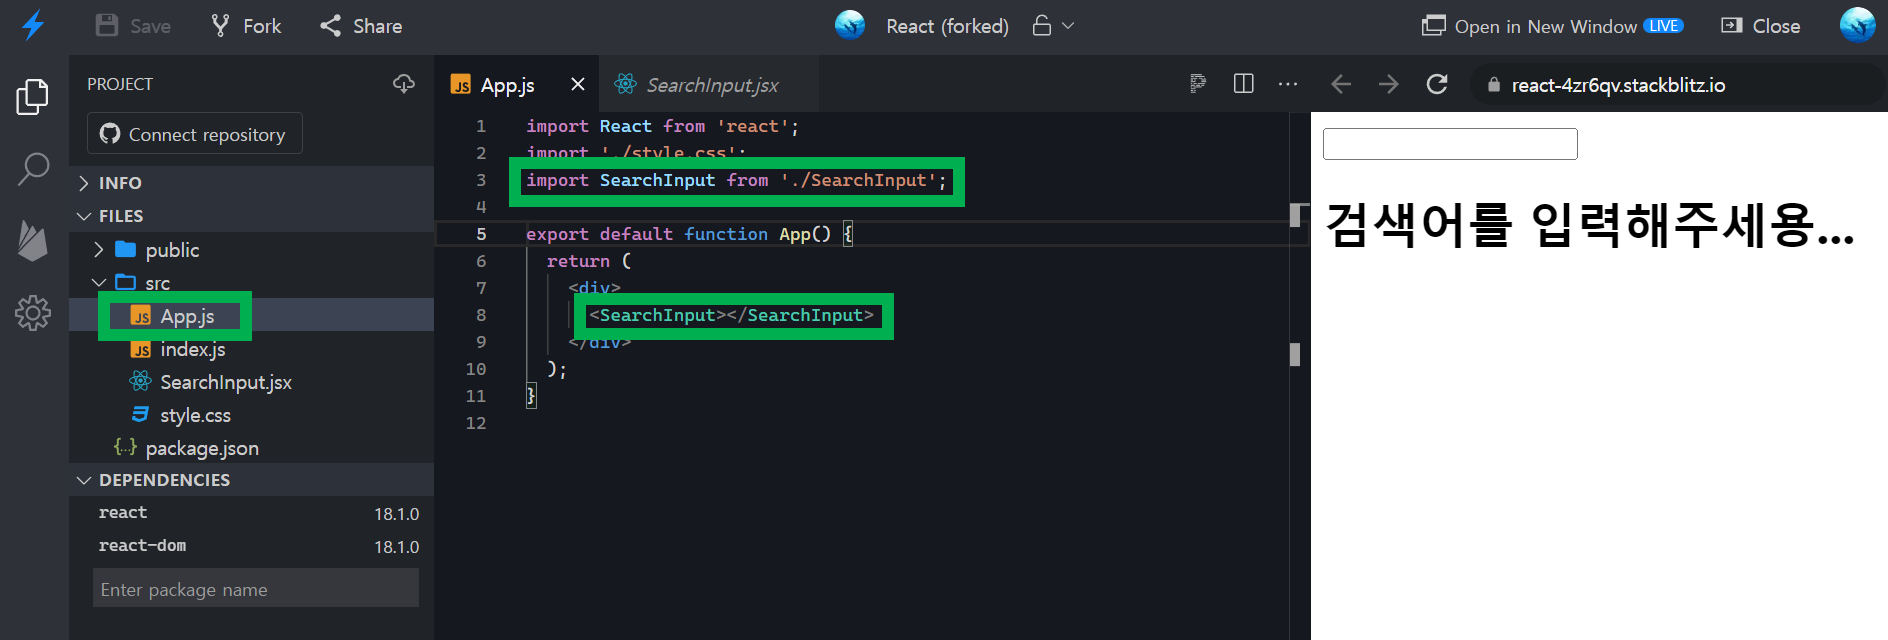 Save Fork Share React (forked) Open in New Window LIVE Close
PROJECT
Connect repository
INFO
FILES
public
src
JS App.js
JS index.js
SearchInput.jsx
style.css
{..} package.json
DEPENDENCIES
react 18.1.0
react-dom 18.1.0
Enter package name
JS App.js SearchInput.jsx
1 import React from 'react';
2 import './style.css';
3 import SearchInput from './SearchInput';
4
5 export default function App() {
6 return (
7 <div>
8 <SearchInput></SearchInput>
9 </div>
10 );
11 }
12
react-4zr6qv.stackblitz.io
검색어를 입력해주세용...